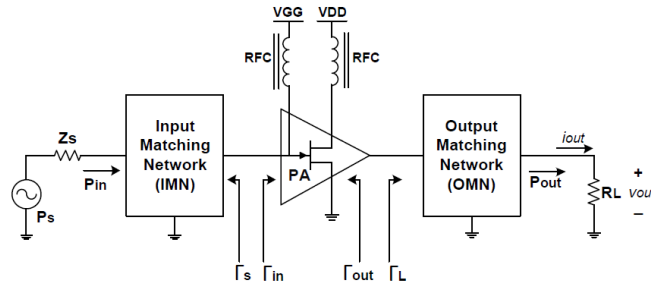 VGG
VDD
RFC
RFC
Zs
Input
Matching
Network
(IMN)
Output
Matching
Network
(OMN)
iout
Pin
PA
Pout
RL
+
vou
–
Ps
Γs
Γin
Γout
ΓL